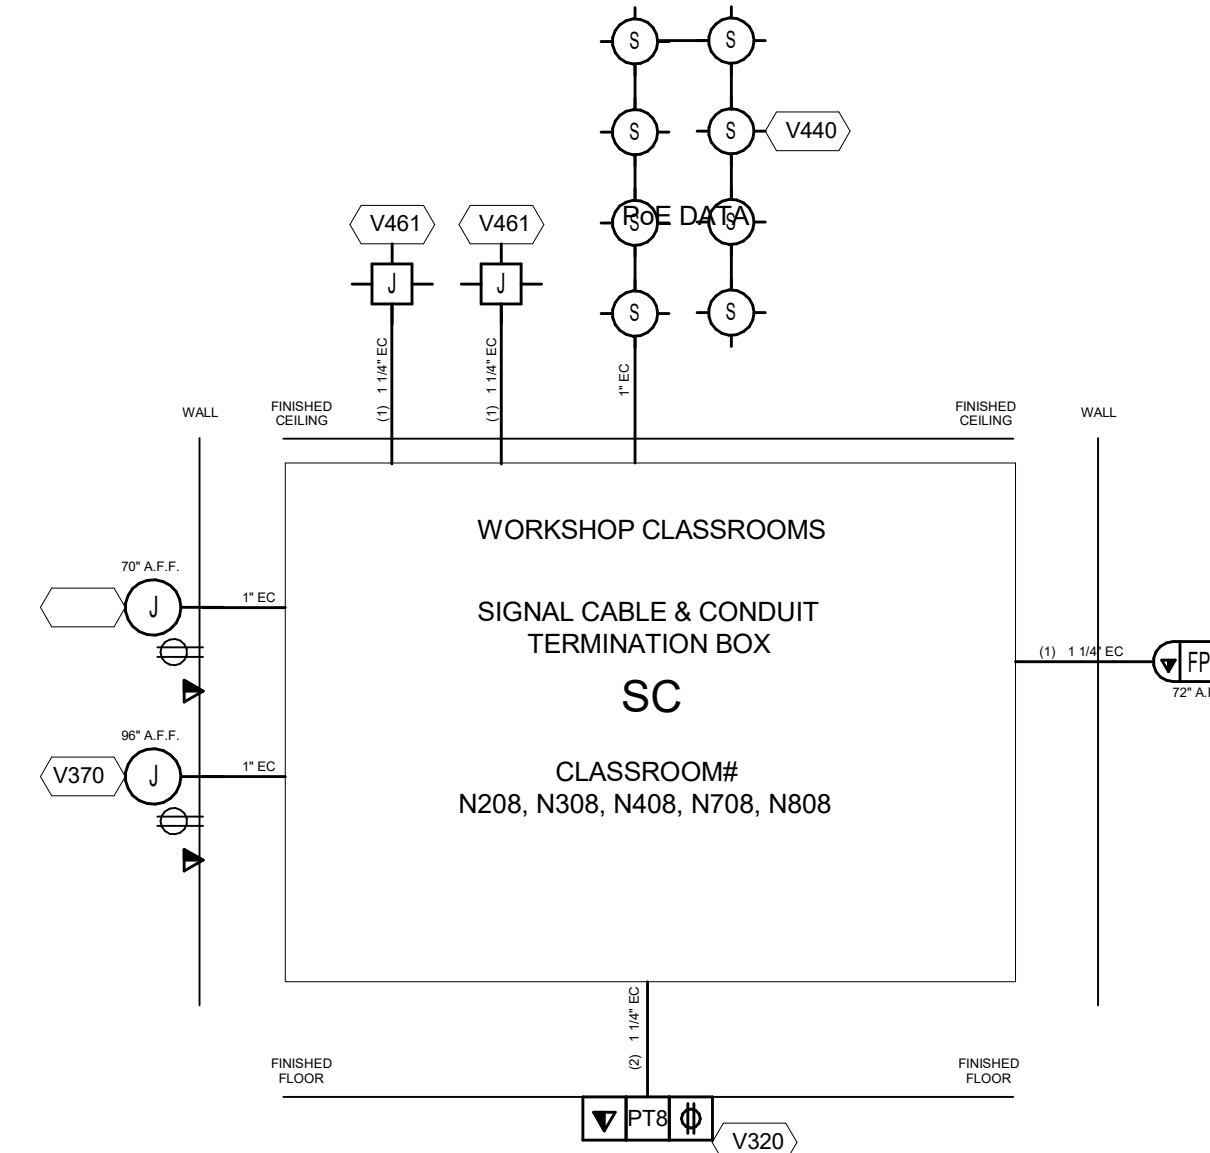 S S
S S
V440
V461 V461
PoE DATA
S S
J J
S S
(1) 1 1/4" EC
(1) 1 1/4" EC
1" EC
WALL
FINISHED
CEILING
FINISHED
CEILING
WALL
WORKSHOP CLASSROOMS
70" A.F.F.
J
1" EC
SIGNAL CABLE & CONDUIT
TERMINATION BOX
SC
(1) 1 1/4" EC
FP
72" A.
96" A.F.F.
V370
J
1" EC
CLASSROOM#
N208, N308, N408, N708, N808
(2) 1 1/4" EC
FINISHED
FLOOR
FINISHED
FLOOR
PT8
V320